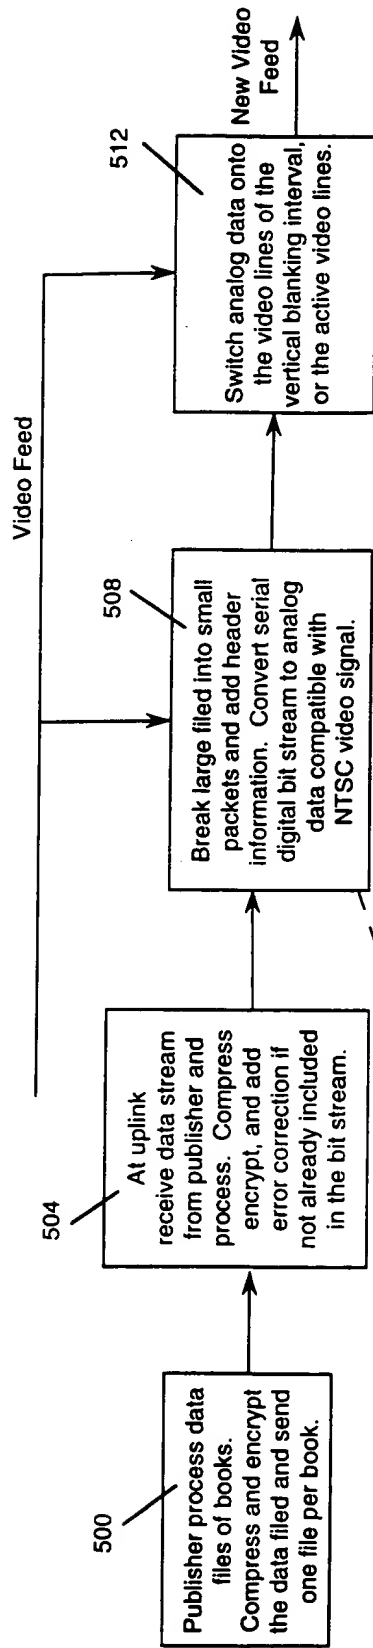 Video Feed
500
Publisher process data
files of books.
Compress and encrypt
the data filed and send
one file per book.
504
At uplink
receive data stream
from publisher and
process. Compress
encrypt, and add
error correction if
not already included
in the bit stream.
508
Break large filed into small
packets and add header
information. Convert serial
digital bit stream to analog
data compatible with
NTSC video signal.
512
Switch analog data onto
the video lines of the
vertical blanking interval,
or the active video lines.
New Video
Feed